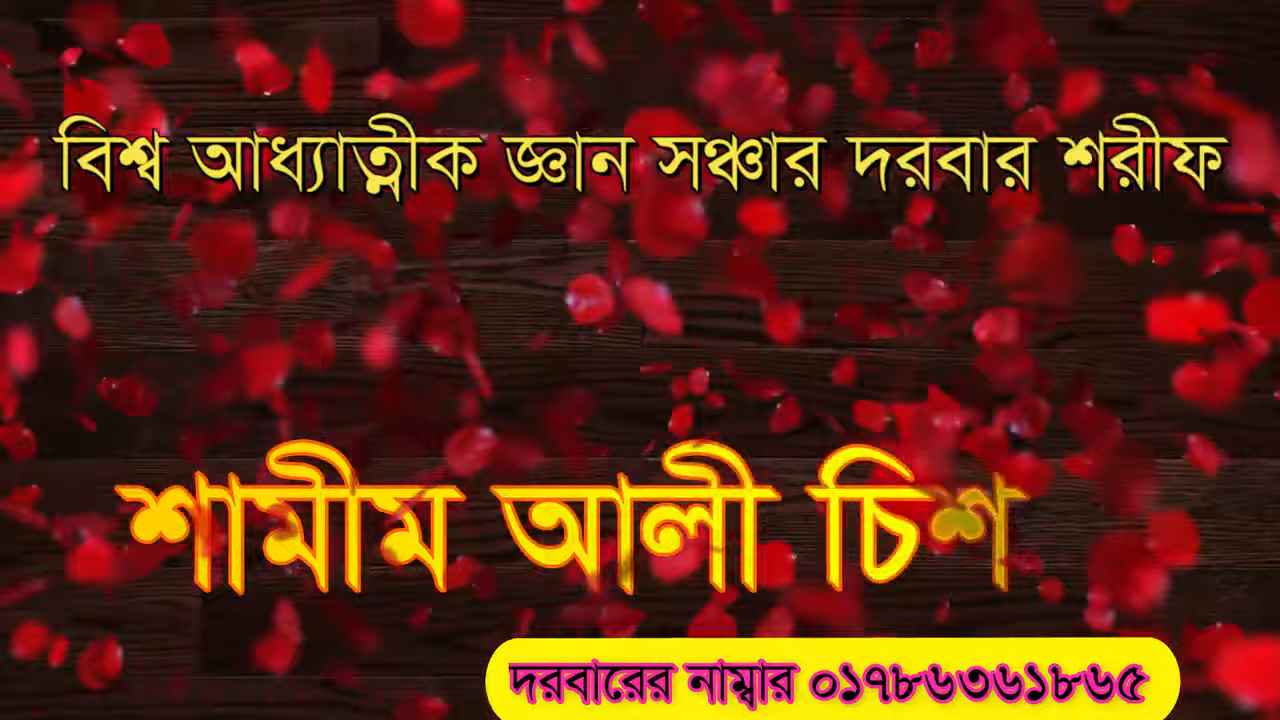 বিশ্ব আধ্যাত্নীক জ্ঞান সঞ্চার দরবার শরীফ
শামীম আলী চিশ
দরবারের নাম্বার ০১৭৮৬৩৬১৮৬৫